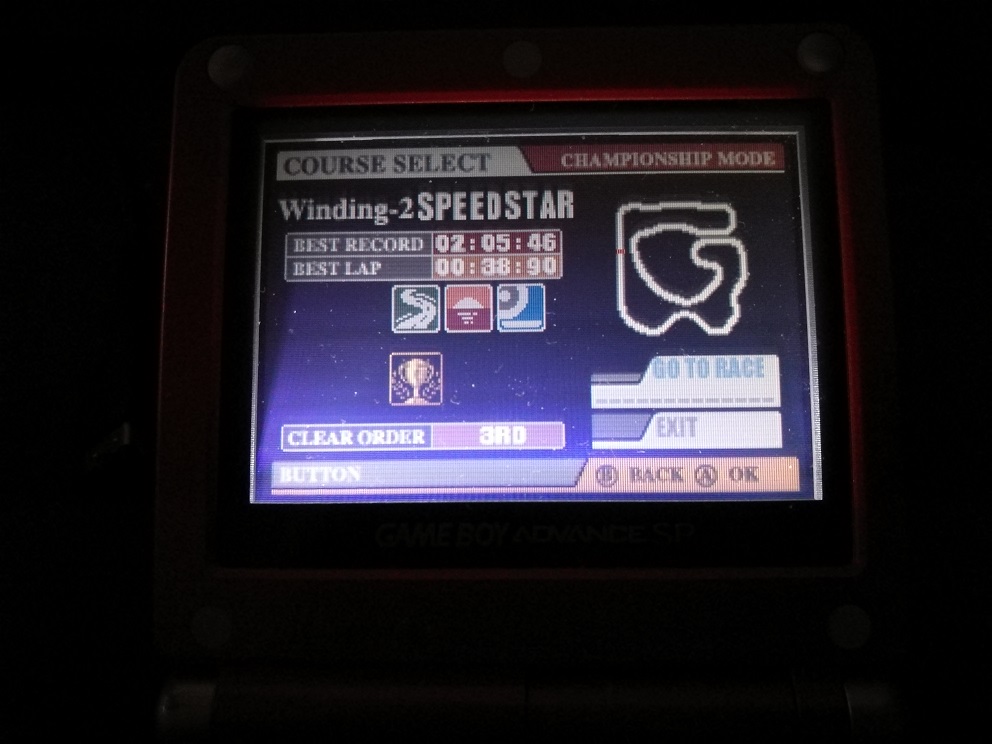 COURSE SELECT
CHAMPIONSHIP MODE
Winding-2 SPEEDSTAR
BEST RECORD 02:05:46
BEST LAP 00:38:90
GO TO RACE
CLEAR ORDER 3RD
EXIT
BUTTON
B BACK A OK
GAME BOY ADVANCE SP